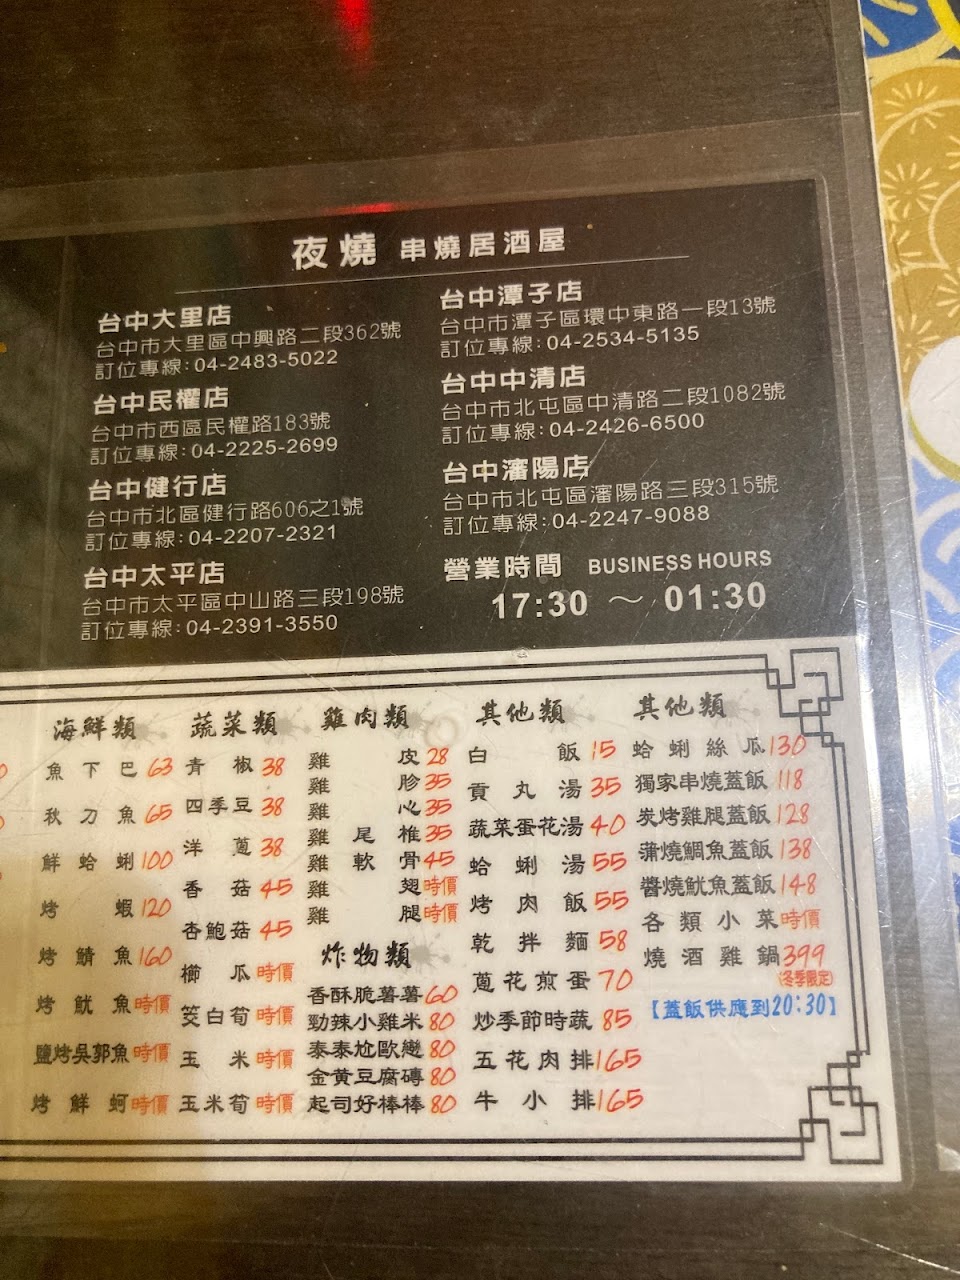 夜燒 串燒居酒屋
台中大里店
台中市大里區中興路二段362號
訂位專線:04-2483-5022
台中民權店
台中市西區民權路183號
訂位專線:04-2225-2699
台中健行店
台中市北區健行路606之1號
訂位專線:04-2207-2321
台中太平店
台中市太平區中山路三段198號
訂位專線:04-2391-3550
台中潭子店
台中市潭子區環中東路一段13號
訂位專線:04-2534-5135
台中中清店
台中市北屯區中清路二段1082號
訂位專線:04-2426-6500
台中瀋陽店
台中市北屯區瀋陽路三段315號
訂位專線:04-2247-9088
營業時間 BUSINESS HOURS
17:30 ～ 01:30
海鮮類
魚下巴 63
秋刀魚 65
鮮蛤蜊 100
烤蝦 120
烤鯖魚 160
烤魷魚 時價
鹽烤吳郭魚 時價
烤鮮蚵 時價
蔬菜類
青椒 38
四季豆 38
洋蔥 38
香菇 45
杏鮑菇 45
櫛瓜 時價
筊白筍 時價
玉米 時價
玉米筍 時價
雞肉類
雞皮 28
雞胗 35
雞心 35
雞尾椎 35
雞軟骨 45
雞翅 時價
雞腿 時價
炸物類
香酥脆薯薯 60
勁辣小雞米 80
泰泰尬歐戀 80
金黃豆腐磚 80
起司好棒棒 80
其他類
白飯 15
貢丸湯 35
蔬菜蛋花湯 40
蛤蜊湯 55
烤肉飯 55
乾拌麵 58
蔥花煎蛋 70
炒季節時蔬 85
五花肉排 165
牛小排 165
其他類
蛤蜊絲瓜 130
獨家串燒蓋飯 118
炭烤雞腿蓋飯 128
蒲燒鯛魚蓋飯 138
醬燒魷魚蓋飯 148
各類小菜 時價
燒酒雞鍋 399
(冬季限定)
【蓋飯供應到20:30】